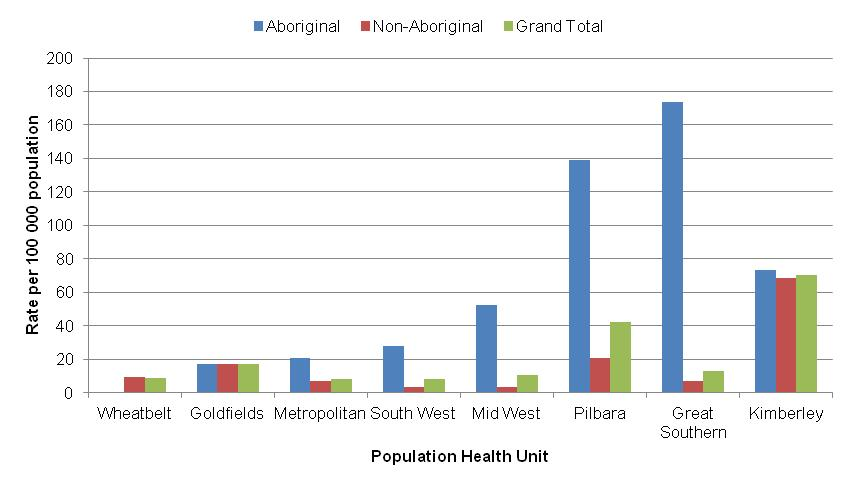 Aboriginal Non-Aboriginal Grand Total
200
180
160
140
120
100
80
60
40
20
0
Rate per 100 000 population
Wheatbelt Goldfields Metropolitan South West Mid West Pilbara Great Southern Kimberley
Population Health Unit